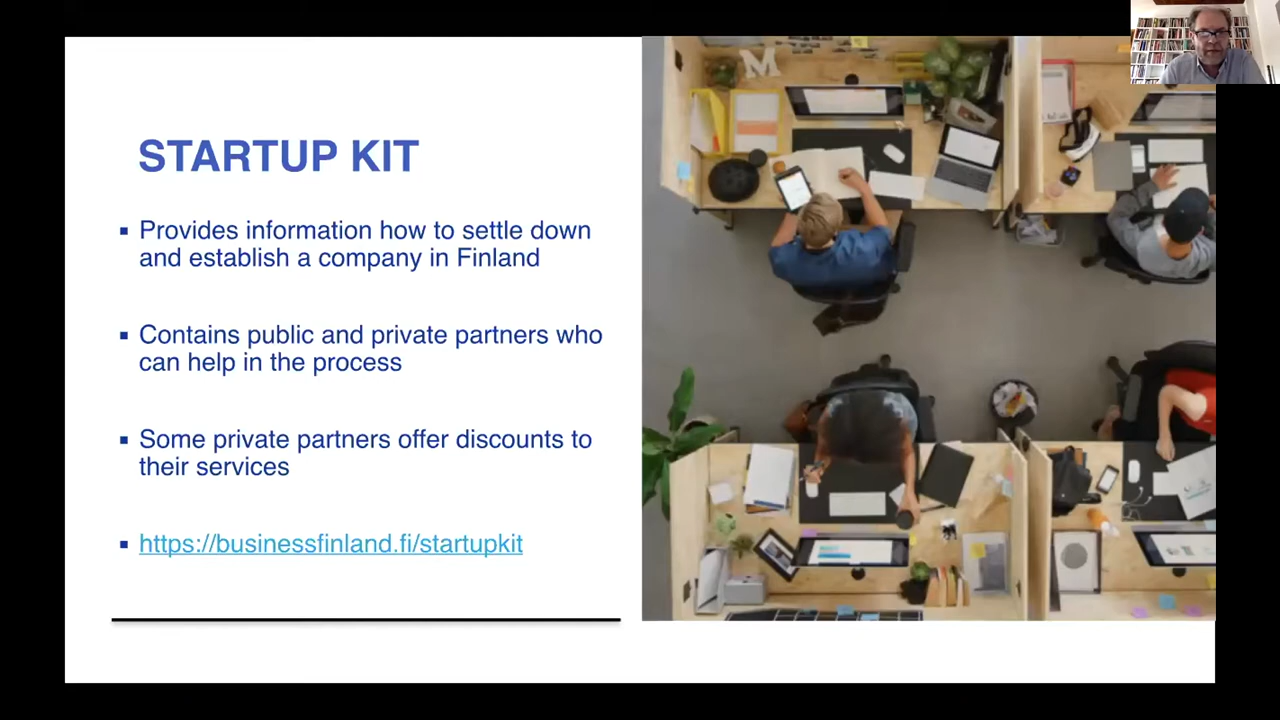 STARTUP KIT
▪ Provides information how to settle down
and establish a company in Finland
▪ Contains public and private partners who
can help in the process
▪ Some private partners offer discounts to
their services
▪ https://businessfinland.fi/startupkit
M